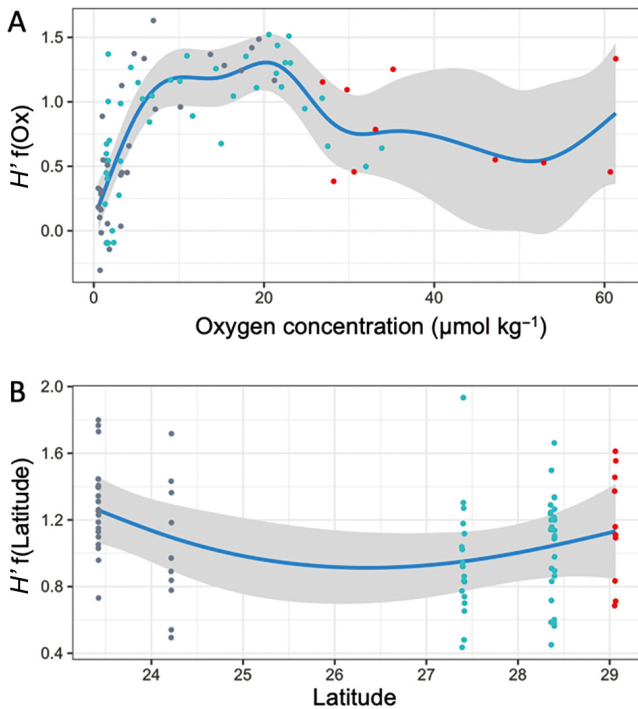 A
1.5
1.0
0.5
0.0
H' f(Ox)
0 20 40 60
Oxygen concentration (μmol kg⁻¹)
B
2.0
1.6
1.2
0.8
0.4
H' f(Latitude)
24 25 26 27 28 29
Latitude